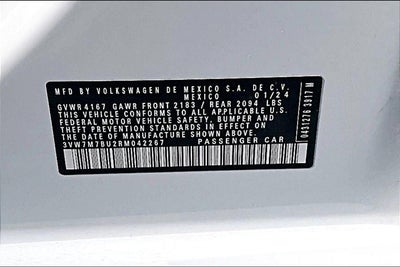 MFD. BY VOLKSWAGEN DE MEXICO S.A. DE C.V.
MEXICO 01/24
GVWR 4167 GAWR FRONT 2183 / REAR 2094 LBS
THIS VEHICLE CONFORMS TO ALL APPLICABLE U.S.
FEDERAL MOTOR VEHICLE SAFETY, BUMPER AND
THEFT PREVENTION STANDARDS IN EFFECT ON THE
DATE OF MANUFACTURE SHOWN ABOVE.
3VW7M7BU2RM042267 PASSENGER CAR
0431276 3917 M